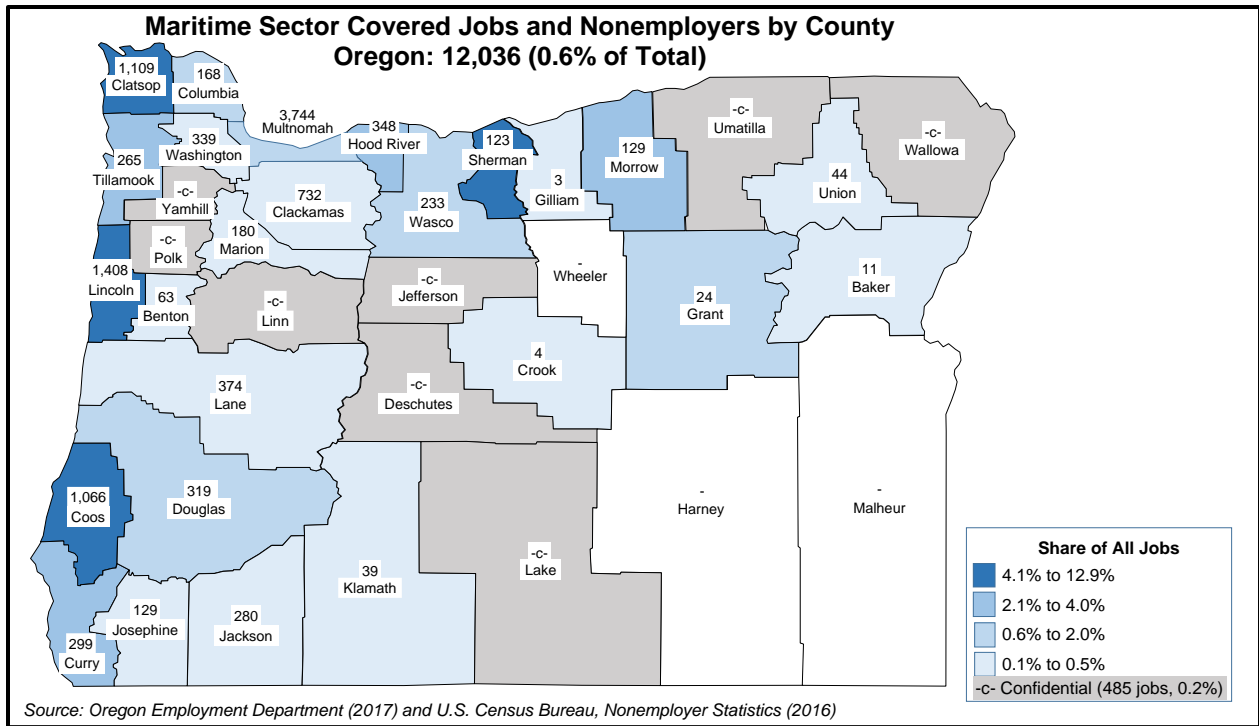 Maritime Sector Covered Jobs and Nonemployers by County
Oregon: 12,036 (0.6% of Total)
1,109
Clatsop
168
Columbia
3,744
Multnomah
348
Hood River
123
Sherman
3
Gilliam
129
Morrow
-c-
Umatilla
-c-
Wallowa
339
Washington
265
Tillamook
-c-
Yamhill
732
Clackamas
233
Wasco
44
Union
180
Marion
-c-
Polk
1,408
Lincoln
63
Benton
-c-
Linn
-c-
Jefferson
-
Wheeler
24
Grant
11
Baker
374
Lane
-c-
Deschutes
4
Crook
1,066
Coos
319
Douglas
-
Harney
-
Malheur
39
Klamath
-c-
Lake
299
Curry
129
Josephine
280
Jackson
Share of All Jobs
4.1% to 12.9%
2.1% to 4.0%
0.6% to 2.0%
0.1% to 0.5%
-c- Confidential (485 jobs, 0.2%)
Source: Oregon Employment Department (2017) and U.S. Census Bureau, Nonemployer Statistics (2016)